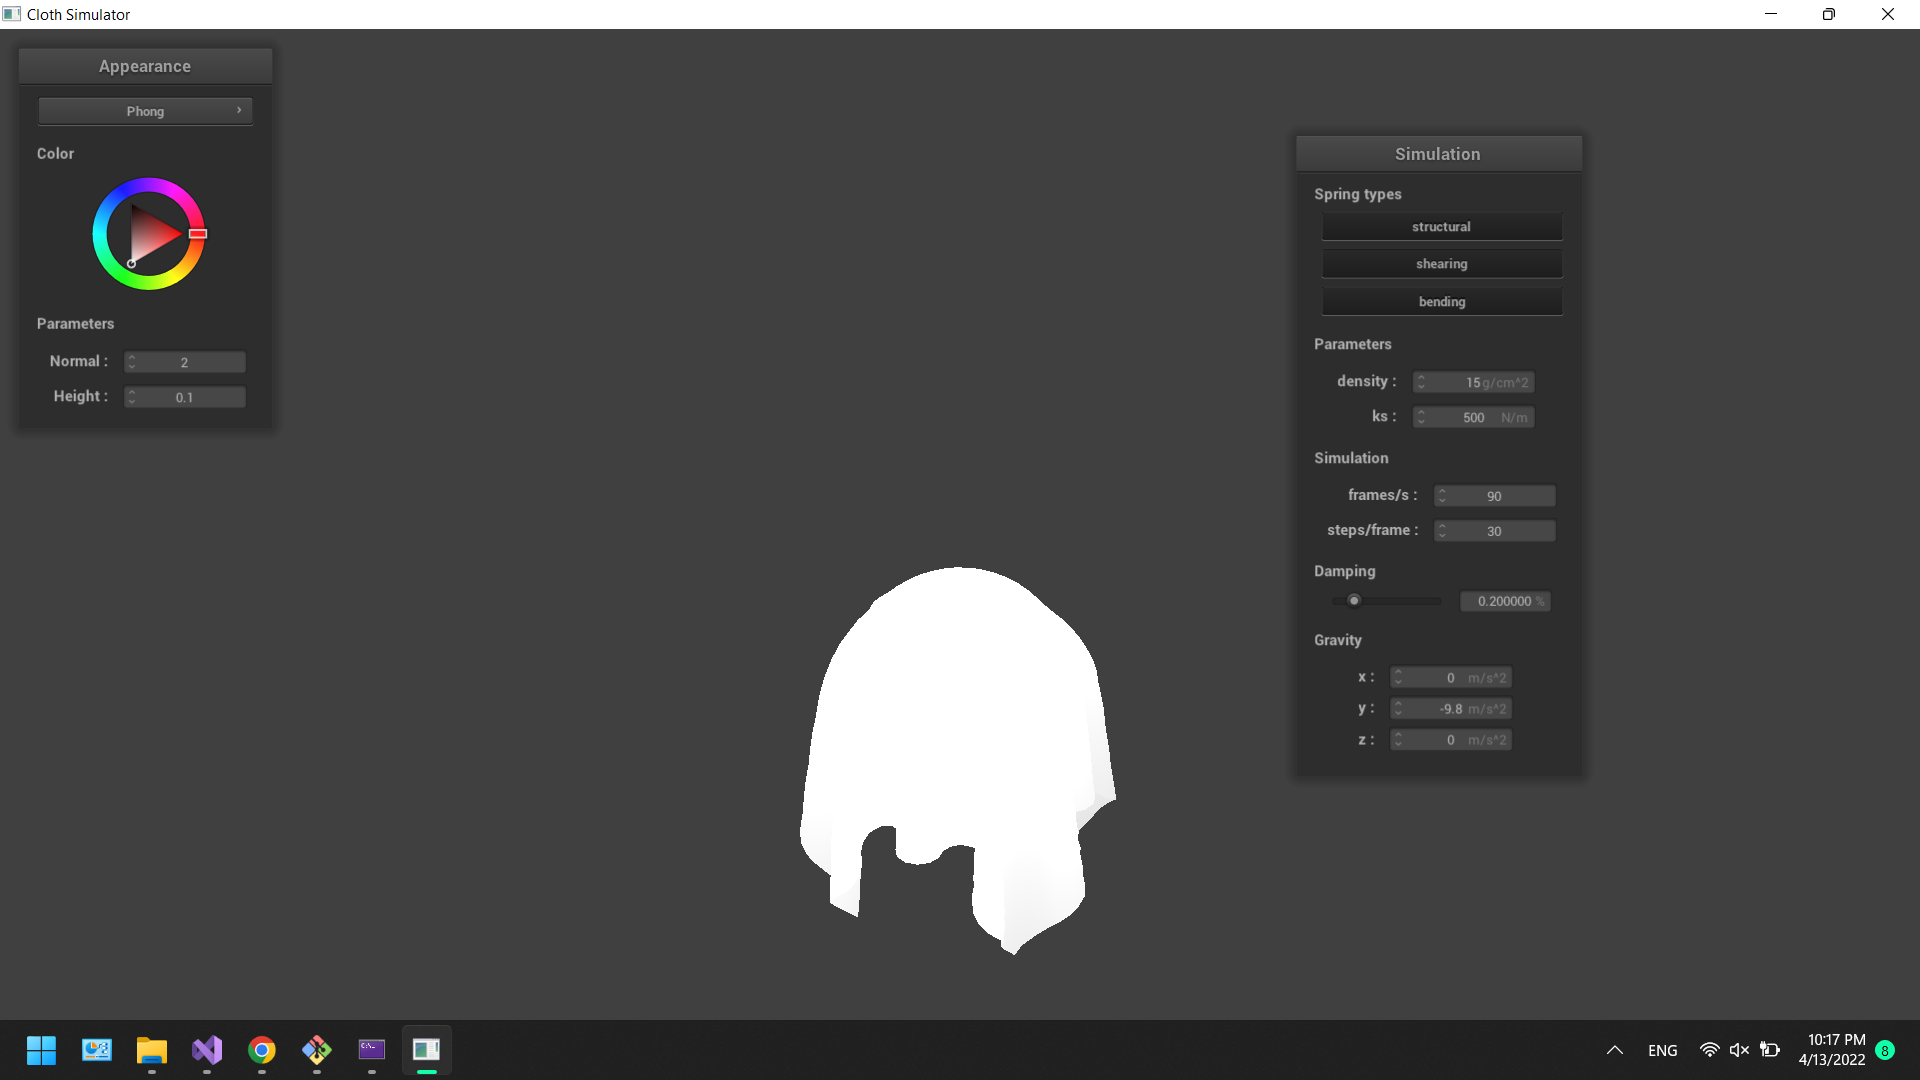 Cloth Simulator
Appearance
Phong
Color
Parameters
Normal : 2
Height : 0.1
Simulation
Spring types
structural
shearing
bending
Parameters
density : 15 g/cm^2
ks : 500 N/m
Simulation
frames/s : 90
steps/frame : 30
Damping
0.200000 %
Gravity
x : 0 m/s^2
y : -9.8 m/s^2
z : 0 m/s^2
ENG
10:17 PM
4/13/2022
8